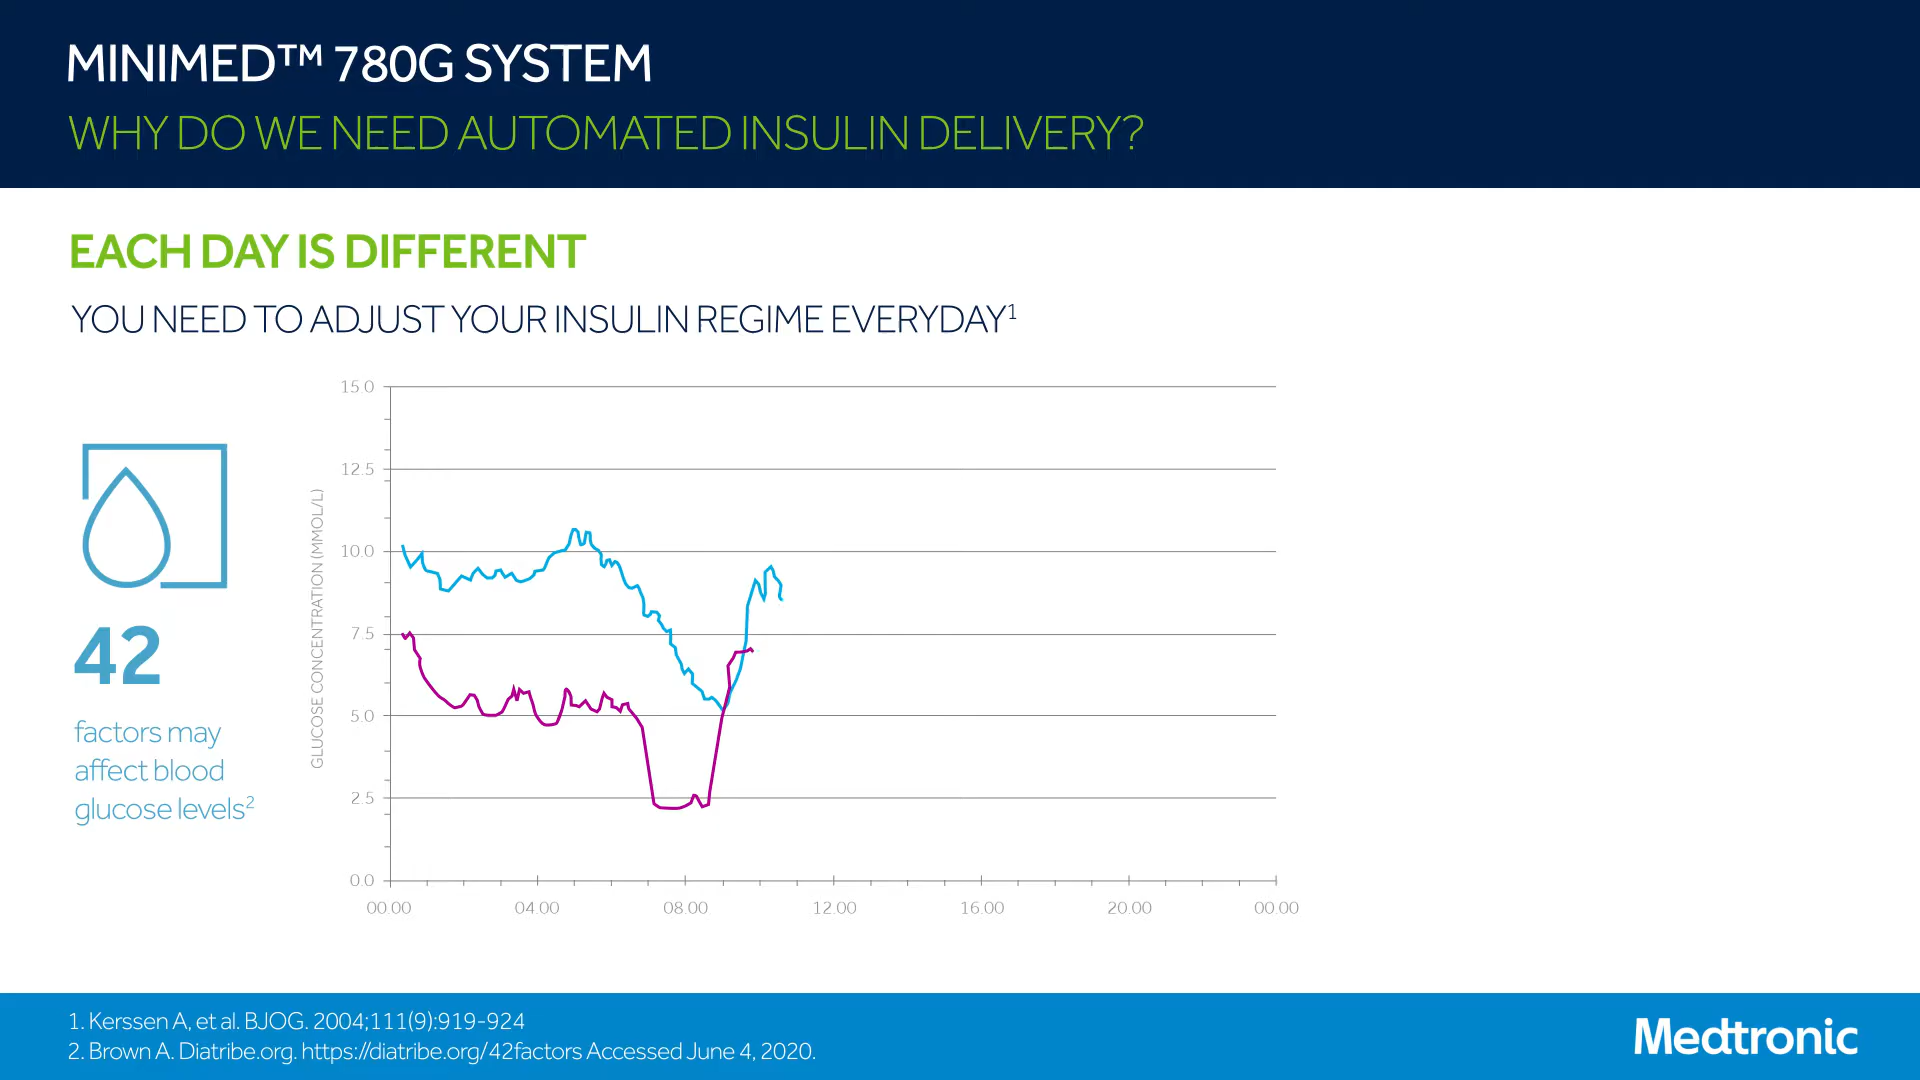 MINIMED™ 780G SYSTEM
WHY DO WE NEED AUTOMATED INSULIN DELIVERY?
EACH DAY IS DIFFERENT
YOU NEED TO ADJUST YOUR INSULIN REGIME EVERYDAY¹
42
factors may
affect blood
glucose levels²
GLUCOSE CONCENTRATION (MMOL/L)
15.0
12.5
10.0
7.5
5.0
2.5
0.0
00.00 04.00 08.00 12.00 16.00 20.00 00.00
1. Kerssen A, et al. BJOG. 2004;111(9):919-924
2. Brown A. Diatribe.org. https://diatribe.org/42factors Accessed June 4, 2020.
Medtronic